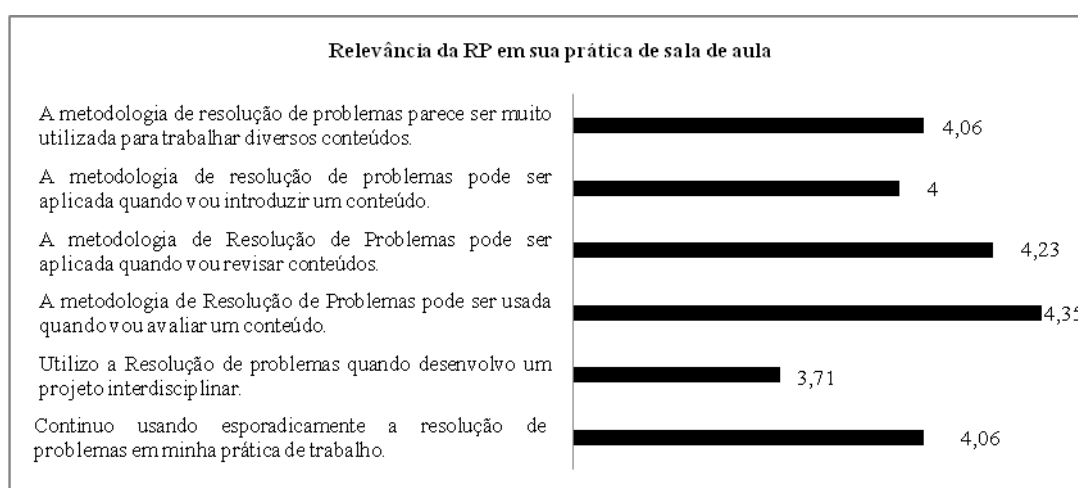 Relevância da RP em sua prática de sala de aula
A metodologia de resolução de problemas parece ser muito
utilizada para trabalhar diversos conteúdos.
4,06
A metodologia de resolução de problemas pode ser
aplicada quando vou introduzir um conteúdo.
4
A metodologia de Resolução de Problemas pode ser
aplicada quando vou revisar conteúdos.
4,23
A metodologia de Resolução de Problemas pode ser usada
quando vou avaliar um conteúdo.
4,35
Utilizo a Resolução de problemas quando desenvolvo um
projeto interdisciplinar.
3,71
Continuo usando esporadicamente a resolução de
problemas em minha prática de trabalho.
4,06